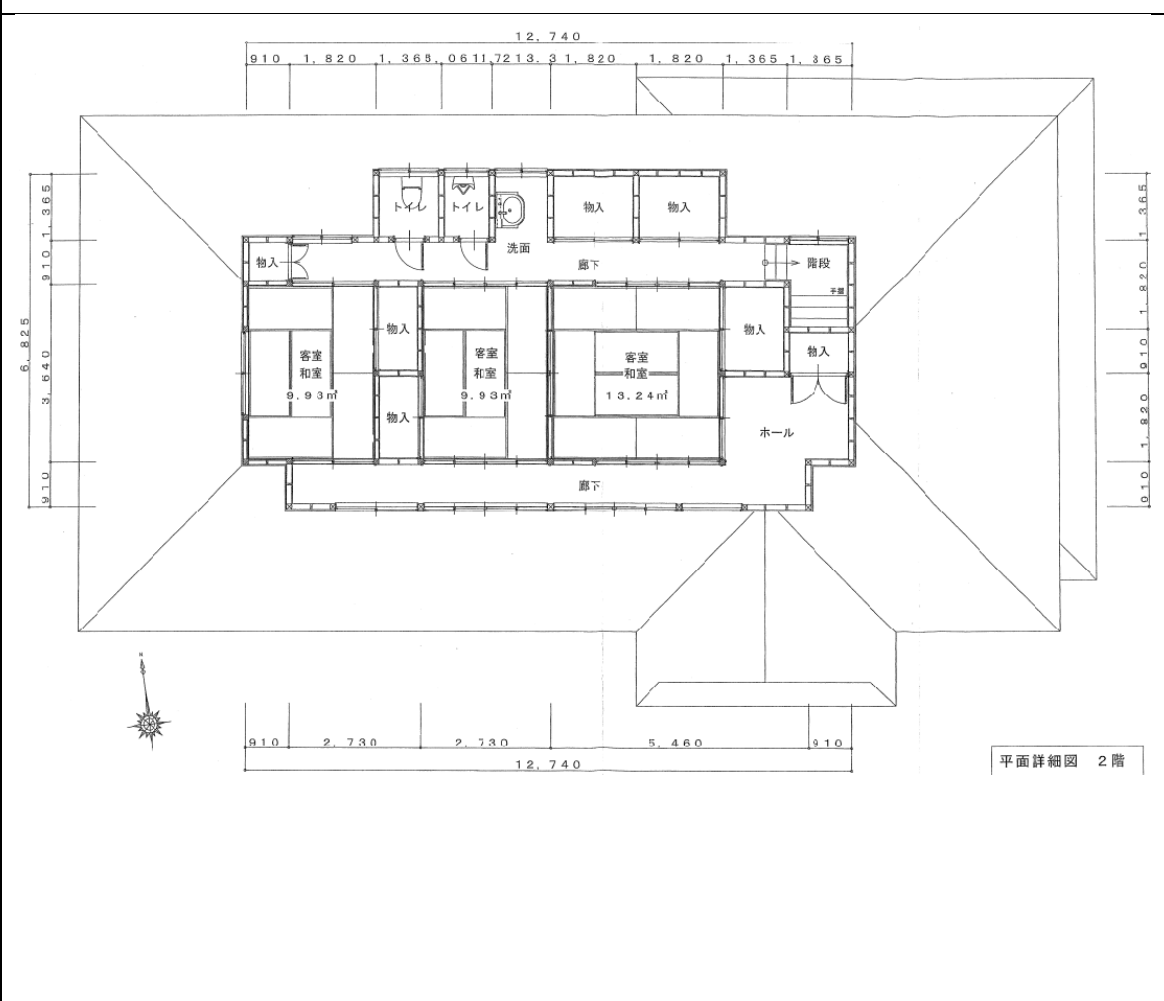 12,740
910 1,820 1,820 1,820 1,365 1,365
トイレ トイレ 物入 物入
洗面
物入 廊下 階段
手摺
物入 物入 物入
客室 客室 客室
和室 和室 和室
9.93㎡ 9.93㎡ 13.24㎡
物入 ホール
廊下
6,825
1,365
910
3,640
910
1,365
1,820
910
1,820
N
910 2,730 2,730 5,460 910
12,740
平面詳細図 2階